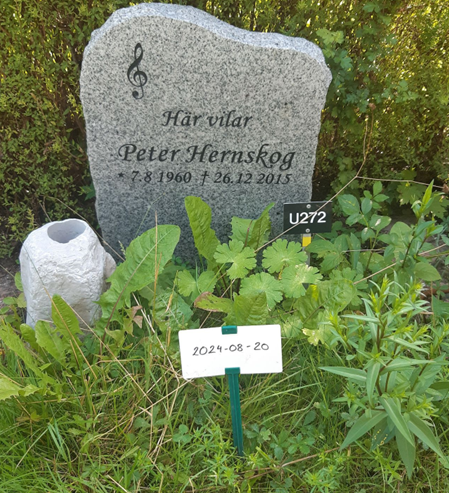 Här vilar
Peter Hernskog
* 7.8 1960 † 26.12 2015
U272
2024-08-20